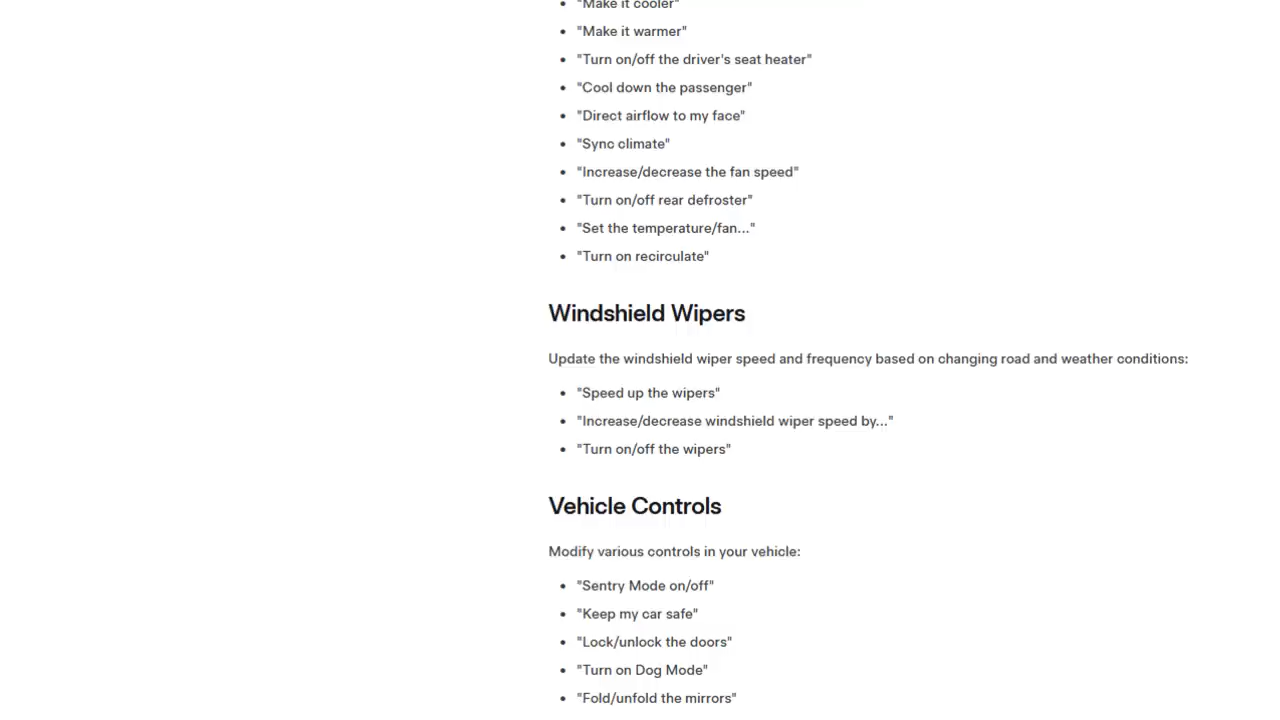 • "Make it cooler"
• "Make it warmer"
• "Turn on/off the driver's seat heater"
• "Cool down the passenger"
• "Direct airflow to my face"
• "Sync climate"
• "Increase/decrease the fan speed"
• "Turn on/off rear defroster"
• "Set the temperature/fan..."
• "Turn on recirculate"
Windshield Wipers
Update the windshield wiper speed and frequency based on changing road and weather conditions:
• "Speed up the wipers"
• "Increase/decrease windshield wiper speed by..."
• "Turn on/off the wipers"
Vehicle Controls
Modify various controls in your vehicle:
• "Sentry Mode on/off"
• "Keep my car safe"
• "Lock/unlock the doors"
• "Turn on Dog Mode"
• "Fold/unfold the mirrors"